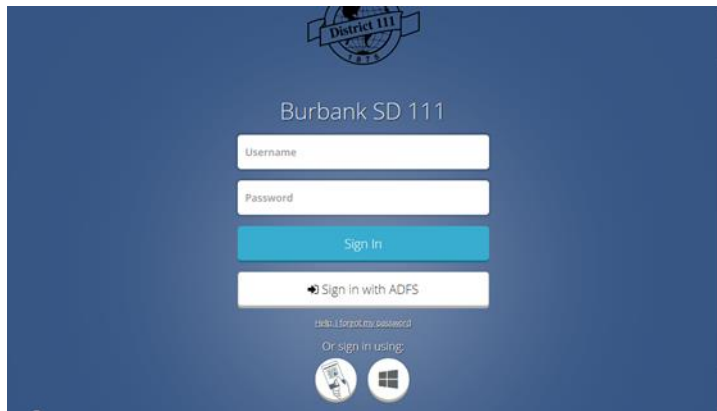 District 111
1875
Burbank SD 111
Username
Password
Sign In
Sign in with ADFS
Help, I forgot my password
Or sign in using: